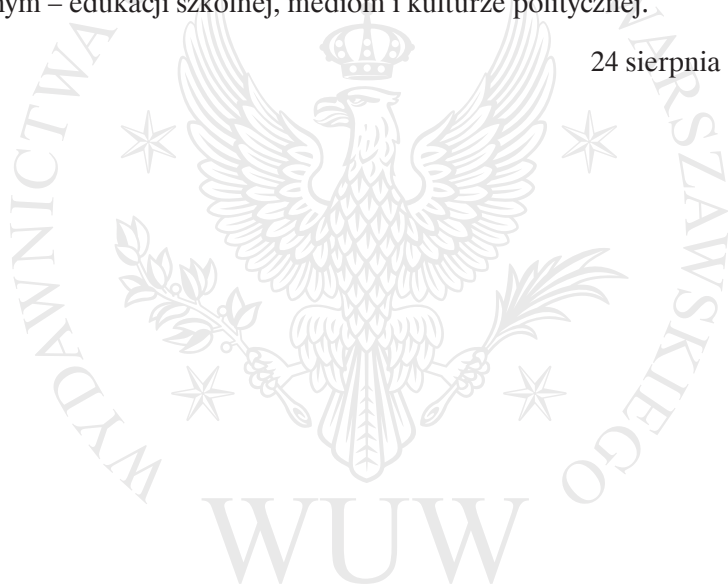 nym – edukacji szkolnej, mediom i kulturze politycznej.
24 sierpnia
WYDAWNICTWA
WARSZAWSKIEGO
WUW